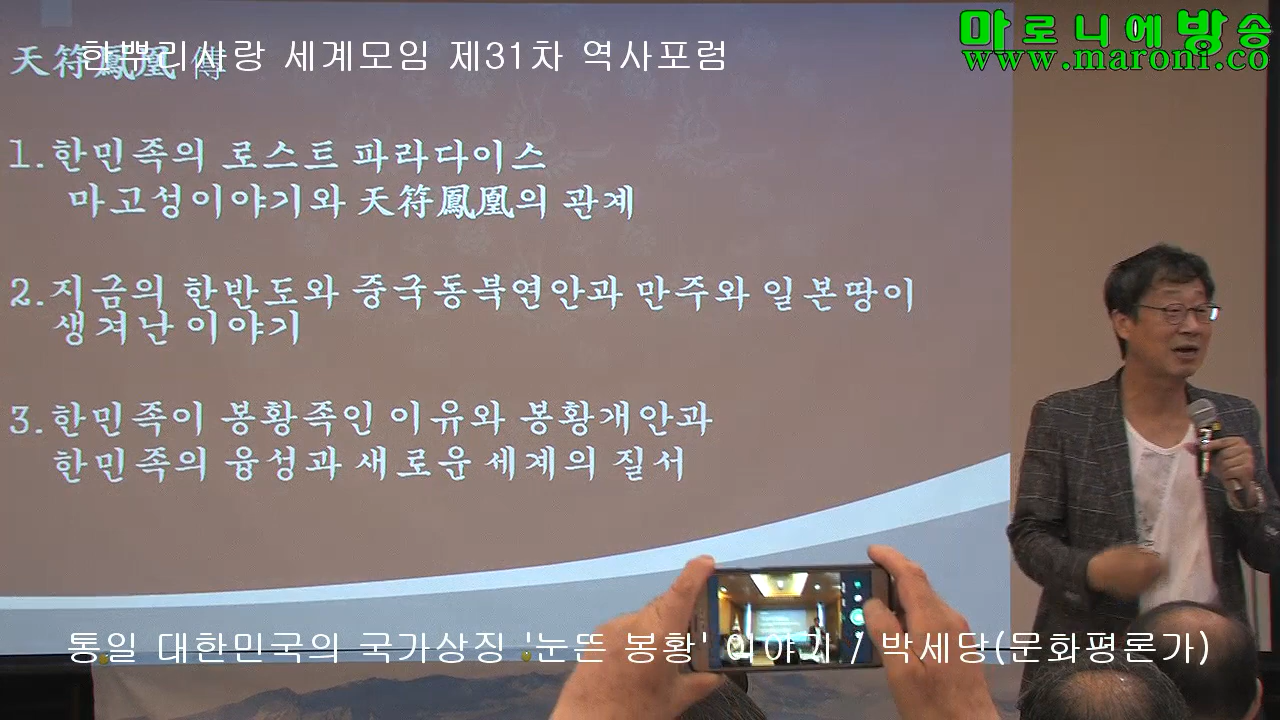 한뿌리사랑 세계모임 제31차 역사포럼
마로니에방송
www.maroni.co
天符鳳凰 傳
1.한민족의 로스트 파라다이스
마고성이야기와 天符鳳凰의 관계
2.지금의 한반도와 중국동북연안과 만주와 일본땅이
생겨난 이야기
3.한민족이 봉황족인 이유와 봉황개안과
한민족의 융성과 새로운 세계의 질서
통일 대한민국의 국가상징 '눈뜬 봉황' 이야기 / 박세당(문화평론가)